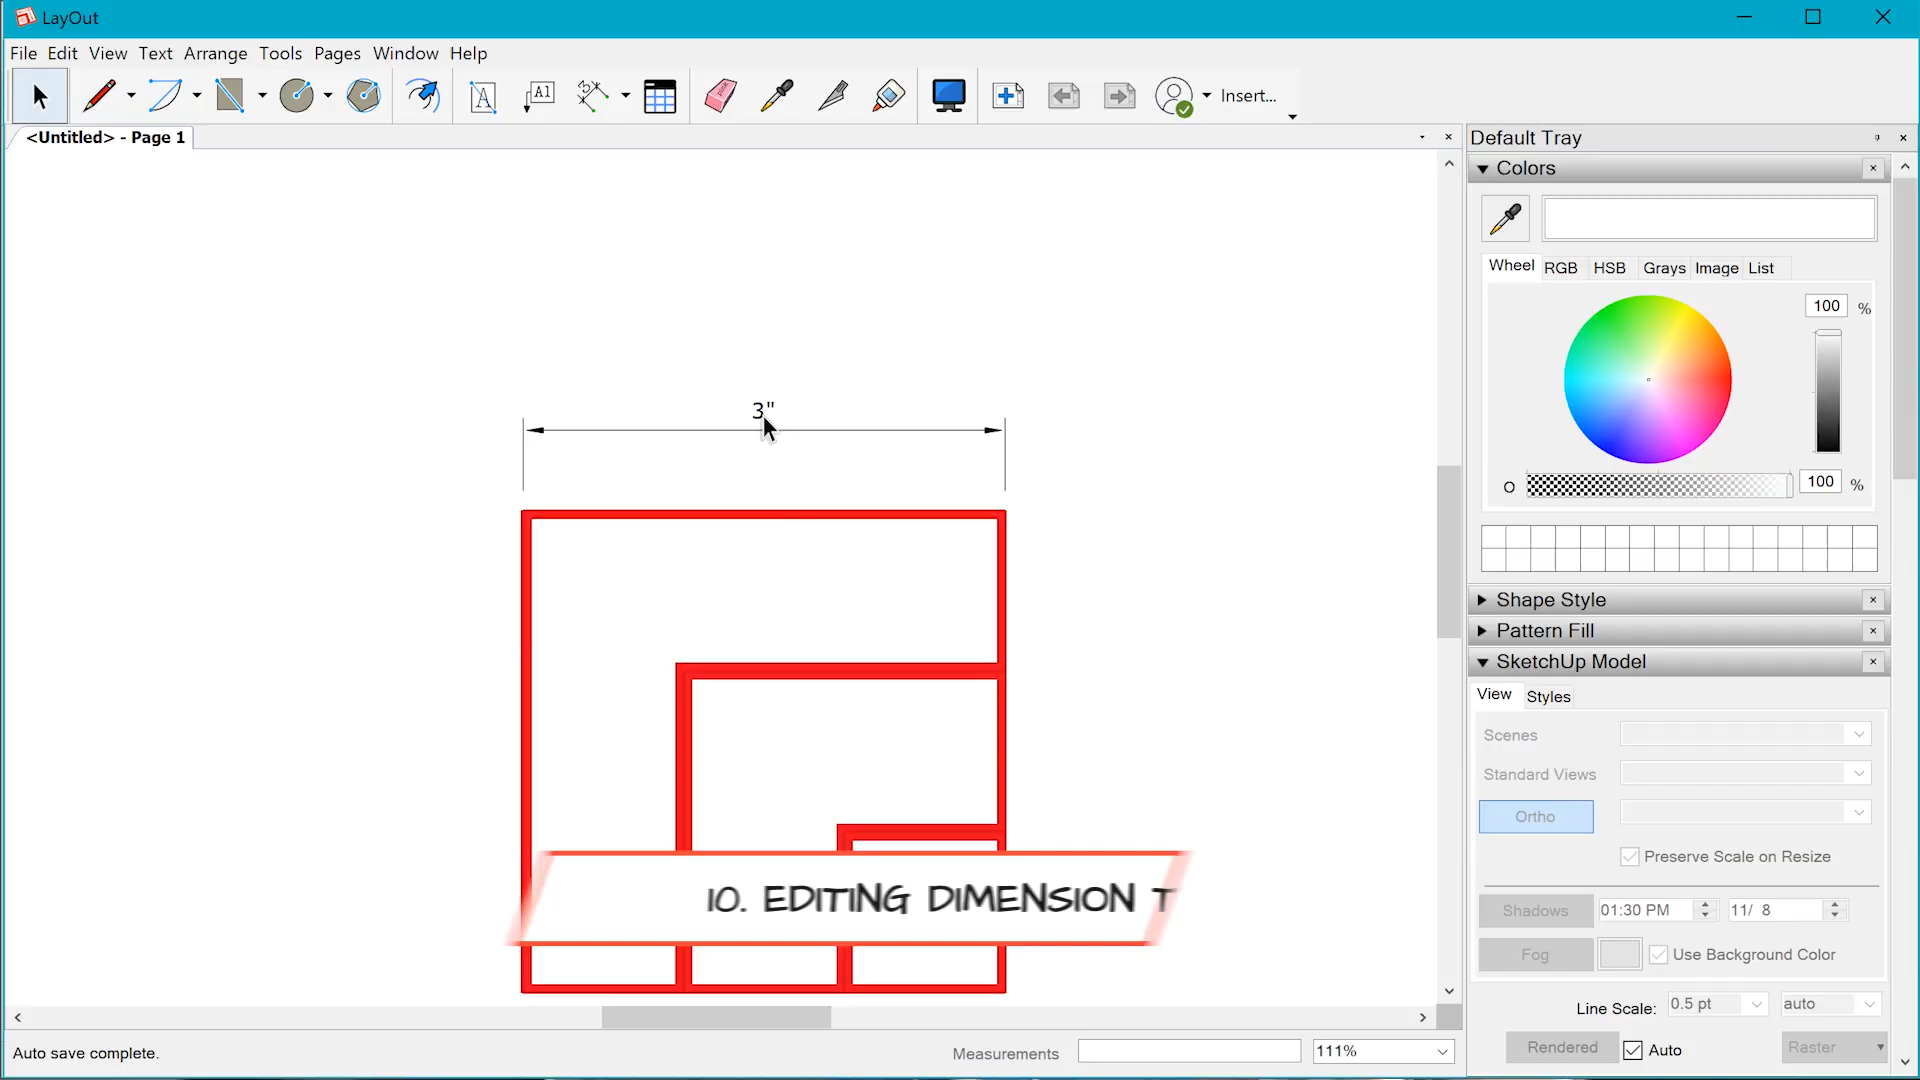 LayOut
File Edit View Text Arrange Tools Pages Window Help
A A1 Insert...
<Untitled> - Page 1
Default Tray
Colors
Wheel RGB HSB Grays Image List
100 %
O 100 %
3"
Shape Style
Pattern Fill
SketchUp Model
View Styles
Scenes
Standard Views
Ortho
Preserve Scale on Resize
10. EDITING DIMENSION T
Shadows 01:30 PM 11/ 8
Fog Use Background Color
Line Scale: 0.5 pt auto
Rendered Auto Raster
Auto save complete. Measurements 111%